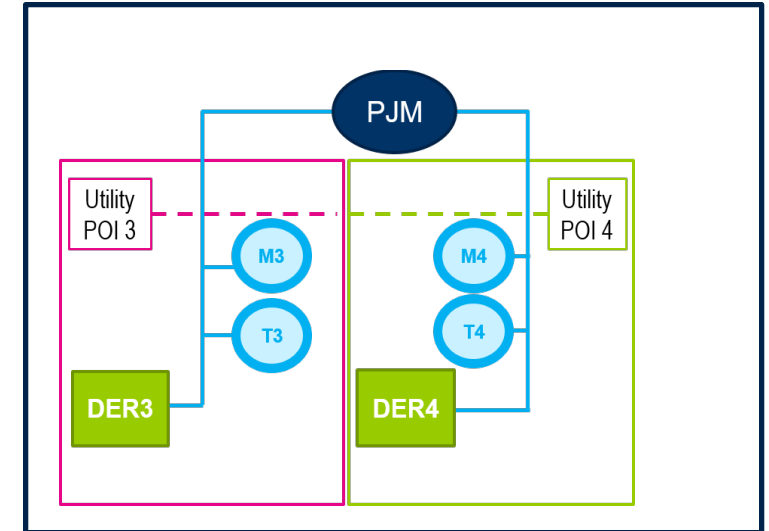 PJM
Utility
POI 3
Utility
POI 4
M3
M4
T3
T4
DER3
DER4